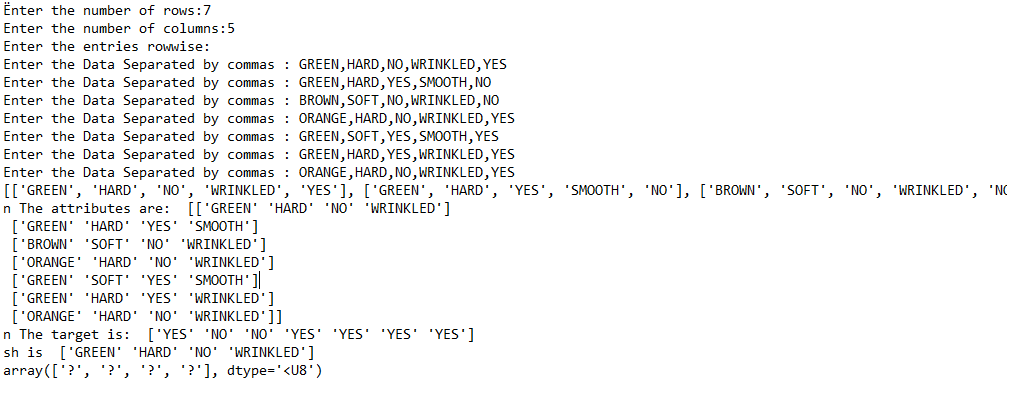 Enter the number of rows:7
Enter the number of columns:5
Enter the entries rowwise:
Enter the Data Separated by commas : GREEN,HARD,NO,WRINKLED,YES
Enter the Data Separated by commas : GREEN,HARD,YES,SMOOTH,NO
Enter the Data Separated by commas : BROWN,SOFT,NO,WRINKLED,NO
Enter the Data Separated by commas : ORANGE,HARD,NO,WRINKLED,YES
Enter the Data Separated by commas : GREEN,SOFT,YES,SMOOTH,YES
Enter the Data Separated by commas : GREEN,HARD,YES,WRINKLED,YES
Enter the Data Separated by commas : ORANGE,HARD,NO,WRINKLED,YES
[['GREEN', 'HARD', 'NO', 'WRINKLED', 'YES'], ['GREEN', 'HARD', 'YES', 'SMOOTH', 'NO'], ['BROWN', 'SOFT', 'NO', 'WRINKLED', 'NO
n The attributes are:  [['GREEN' 'HARD' 'NO' 'WRINKLED']
 ['GREEN' 'HARD' 'YES' 'SMOOTH']
 ['BROWN' 'SOFT' 'NO' 'WRINKLED']
 ['ORANGE' 'HARD' 'NO' 'WRINKLED']
 ['GREEN' 'SOFT' 'YES' 'SMOOTH']
 ['GREEN' 'HARD' 'YES' 'WRINKLED']
 ['ORANGE' 'HARD' 'NO' 'WRINKLED']]
n The target is:  ['YES' 'NO' 'NO' 'YES' 'YES' 'YES' 'YES']
sh is  ['GREEN' 'HARD' 'NO' 'WRINKLED']
array(['?', '?', '?', '?'], dtype='<U8')